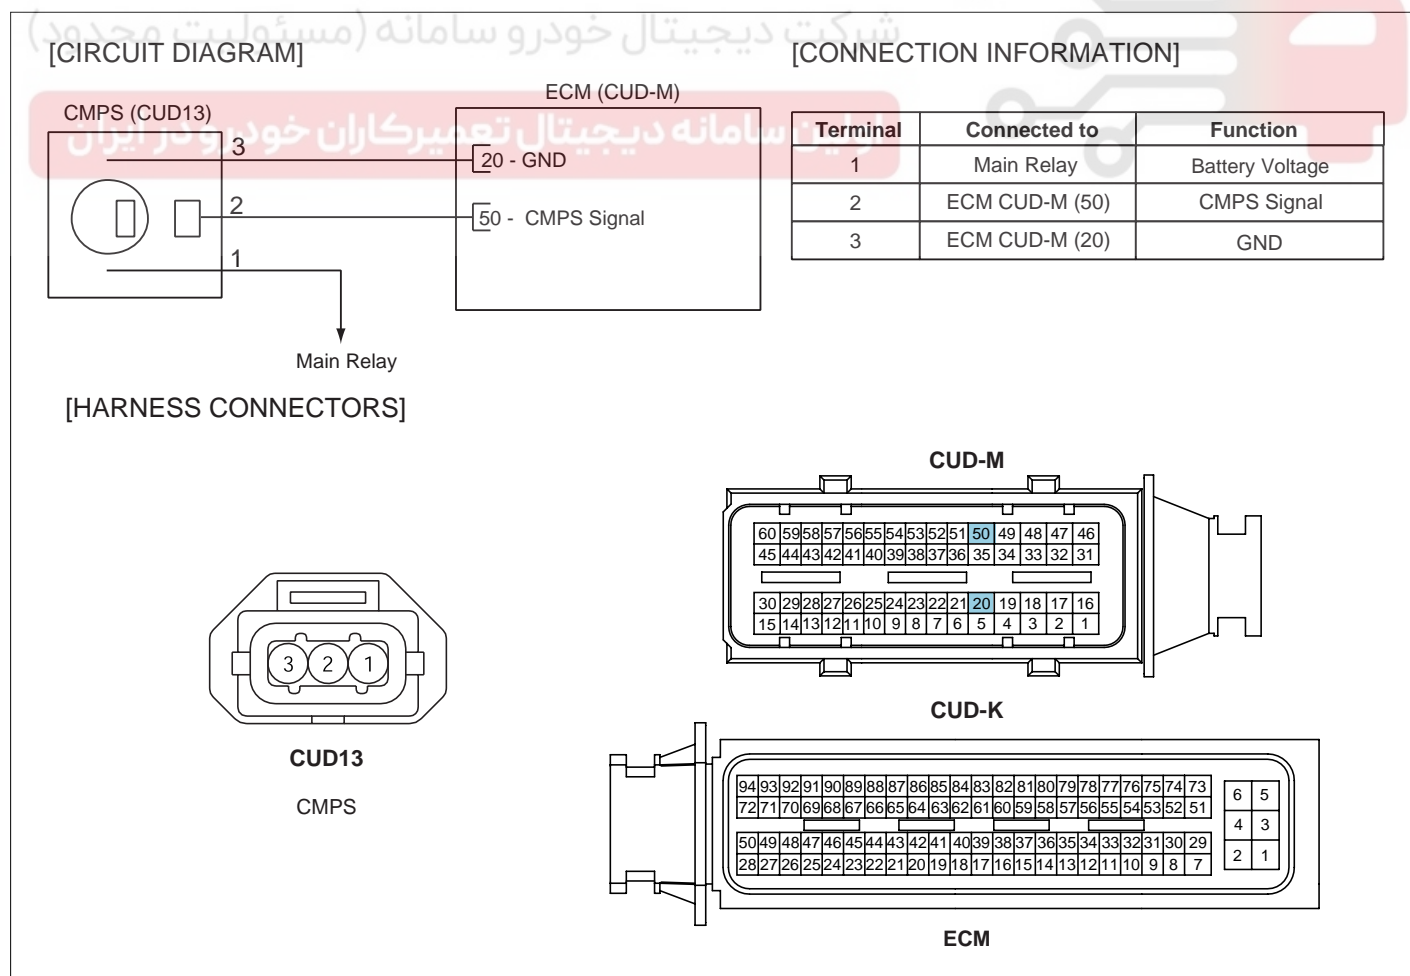 شرکت دیجیتال خودرو سامانه (مسئولیت محدود)
[CIRCUIT DIAGRAM]
[CONNECTION INFORMATION]
اولین سامانه دیجیتال تعمیرکاران خودرو در ایران
CMPS (CUD13)
ECM (CUD-M)
3
20 - GND
2
50 - CMPS Signal
1
Main Relay
Terminal Connected to Function
1 Main Relay Battery Voltage
2 ECM CUD-M (50) CMPS Signal
3 ECM CUD-M (20) GND
[HARNESS CONNECTORS]
CUD-M
60 59 58 57 56 55 54 53 52 51 50 49 48 47 46
45 44 43 42 41 40 39 38 37 36 35 34 33 32 31
30 29 28 27 26 25 24 23 22 21 20 19 18 17 16
15 14 13 12 11 10 9 8 7 6 5 4 3 2 1
3 2 1
CUD13
CMPS
CUD-K
94 93 92 91 90 89 88 87 86 85 84 83 82 81 80 79 78 77 76 75 74 73
72 71 70 69 68 67 66 65 64 63 62 61 60 59 58 57 56 55 54 53 52 51
50 49 48 47 46 45 44 43 42 41 40 39 38 37 36 35 34 33 32 31 30 29
28 27 26 25 24 23 22 21 20 19 18 17 16 15 14 13 12 11 10 9 8 7
6 5
4 3
2 1
ECM